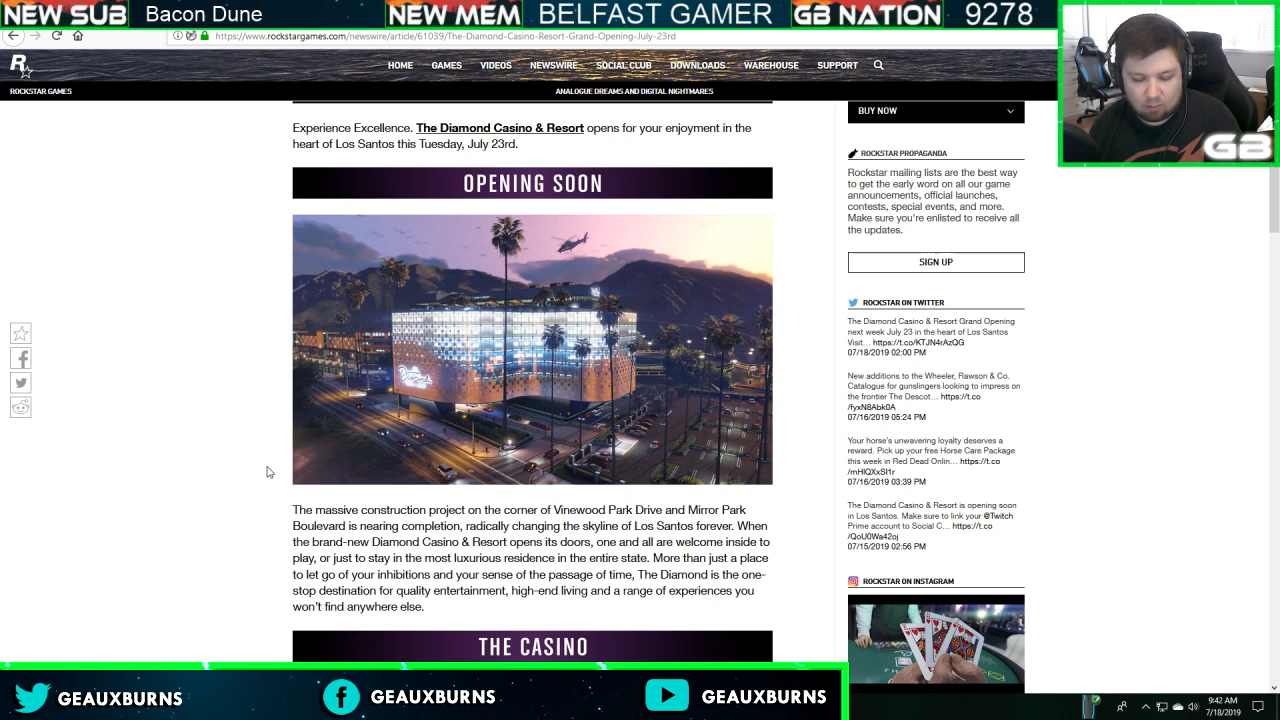 NEW SUB Bacon Dune NEW MEM BELFAST GAMER GB NATION 9278
https://www.rockstargames.com/newswire/article/61039/The-Diamond-Casino-Resort-Grand-Opening-July-23rd
R
HOME GAMES VIDEOS NEWSWIRE SOCIAL CLUB DOWNLOADS WAREHOUSE SUPPORT
ROCKSTAR GAMES ANALOGUE DREAMS AND DIGITAL NIGHTMARES
Experience Excellence. The Diamond Casino & Resort opens for your enjoyment in the
heart of Los Santos this Tuesday, July 23rd.
OPENING SOON
The massive construction project on the corner of Vinewood Park Drive and Mirror Park
Boulevard is nearing completion, radically changing the skyline of Los Santos forever. When
the brand-new Diamond Casino & Resort opens its doors, one and all are welcome inside to
play, or just to stay in the most luxurious residence in the entire state. More than just a place
to let go of your inhibitions and your sense of the passage of time, The Diamond is the one-
stop destination for quality entertainment, high-end living and a range of experiences you
won't find anywhere else.
THE CASINO
BUY NOW
ROCKSTAR PROPAGANDA
Rockstar mailing lists are the best way
to get the early word on all our game
announcements, official launches,
contests, special events, and more.
Make sure you're enlisted to receive all
the updates.
SIGN UP
ROCKSTAR ON TWITTER
The Diamond Casino & Resort Grand Opening
next week July 23 in the heart of Los Santos
Visit… https://t.co/KTJN4rAzQG
07/18/2019 02:00 PM
New additions to the Wheeler, Rawson & Co.
Catalogue for gunslingers looking to impress on
the frontier The Descot… https://t.co
/fyxN8Abk0A
07/16/2019 05:24 PM
Your horse's unwavering loyalty deserves a
reward. Pick up your free Horse Care Package
this week in Red Dead Onlin… https://t.co
/mHlQXxSI1r
07/16/2019 03:39 PM
The Diamond Casino & Resort is opening soon
in Los Santos. Make sure to link your @Twitch
Prime account to Social C… https://t.co
/QoU0Wa42oj
07/15/2019 02:56 PM
ROCKSTAR ON INSTAGRAM
GB
GEAUXBURNS GEAUXBURNS GEAUXBURNS
9:42 AM
7/18/2019